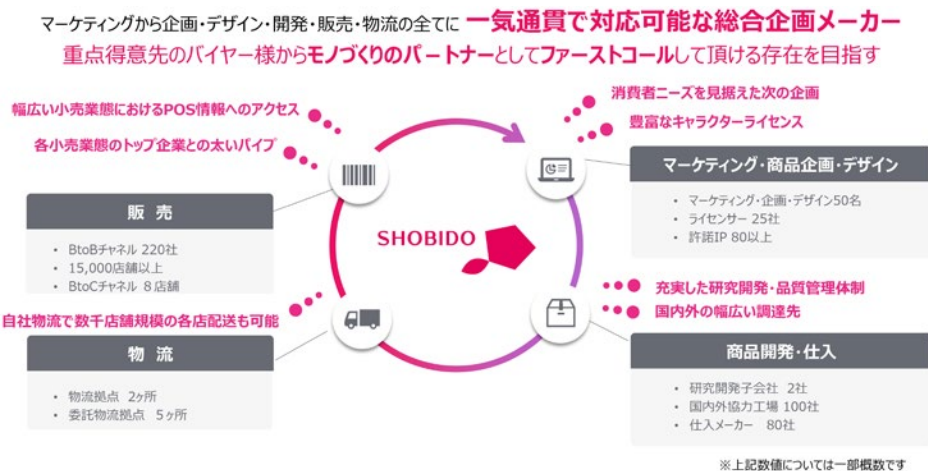 マーケティングから企画・デザイン・開発・販売・物流の全てに 一気通貫で対応可能な総合企画メーカー
重点得意先のバイヤー様からモノづくりのパートナーとしてファーストコールして頂ける存在を目指す
幅広い小売業態におけるPOS情報へのアクセス
各小売業態のトップ企業との太いパイプ
消費者ニーズを見据えた次の企画
豊富なキャラクターライセンス
販 売
・ BtoBチャネル 220社
・ 15,000店舗以上
・ BtoCチャネル 8店舗
マーケティング・商品企画・デザイン
・ マーケティング・企画・デザイン50名
・ ライセンサー 25社
・ 許諾IP 80以上
SHOBIDO
自社物流で数千店舗規模の各店配送も可能
物 流
・ 物流拠点 2ヶ所
・ 委託物流拠点 5ヶ所
充実した研究開発・品質管理体制
国内外の幅広い調達先
商品開発・仕入
・ 研究開発子会社 2社
・ 国内外協力工場 100社
・ 仕入メーカー 80社
※上記数値については一部概数です